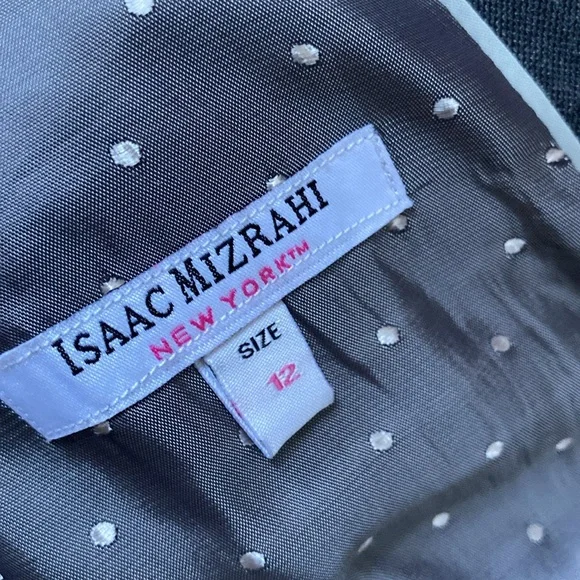 ISAAC MIZRAHI
NEW YORK™
SIZE
12